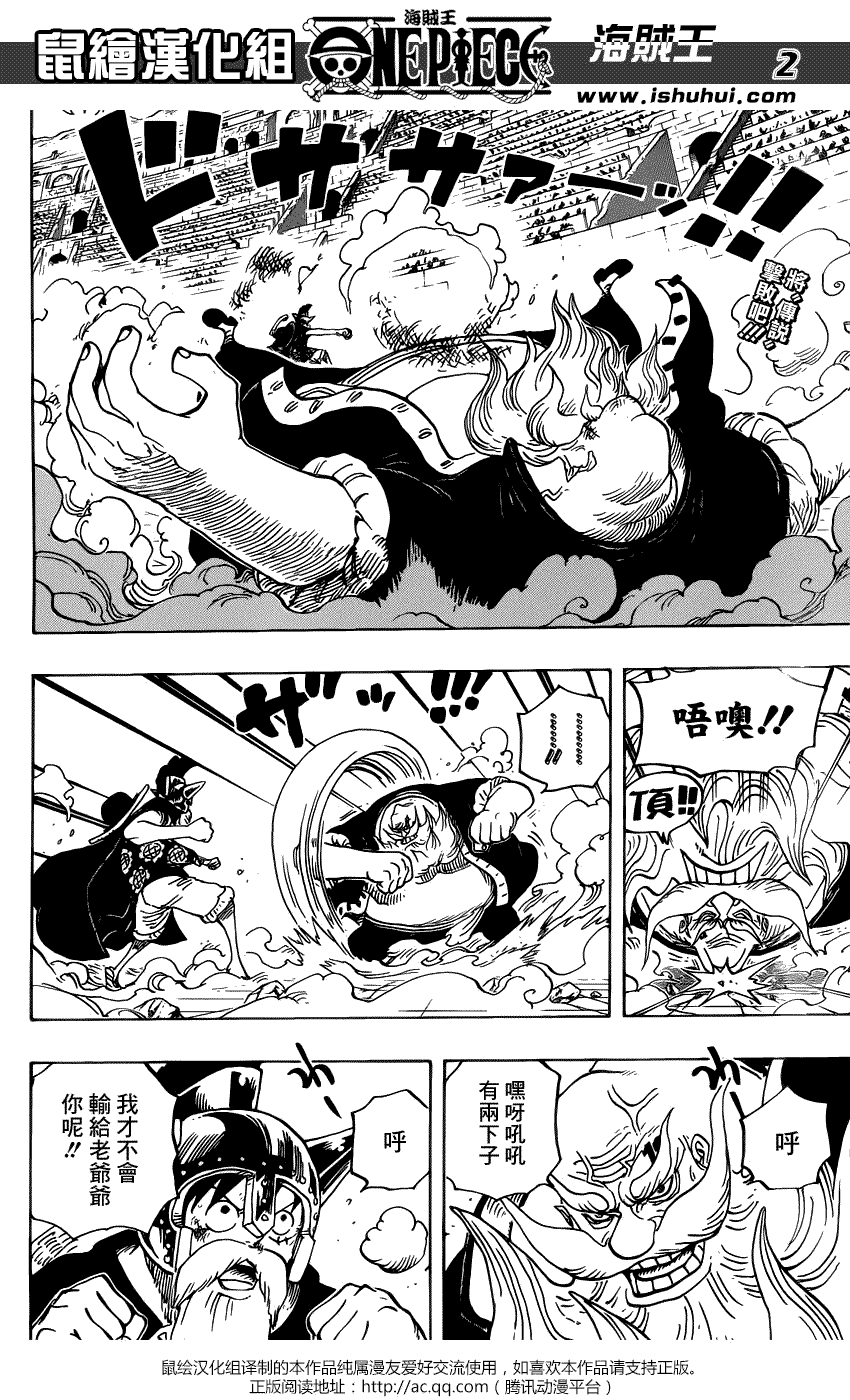 鼠繪漢化組
海賊王
ONE PIECE
海賊王
2
www.ishuhui.com
ドササァーッ!!!
將“傳說”
擊敗吧!!!
唔噢!!
頂!!
…………!!
ザザッ!!!
嘿呀吼吼
有兩下子
呼
呼
我才不會
輸給老爺爺
你呢!!
鼠绘汉化组译制的本作品纯属漫友爱好交流使用，如喜欢本作品请支持正版。
正版阅读地址：http://ac.qq.com（腾讯动漫平台）